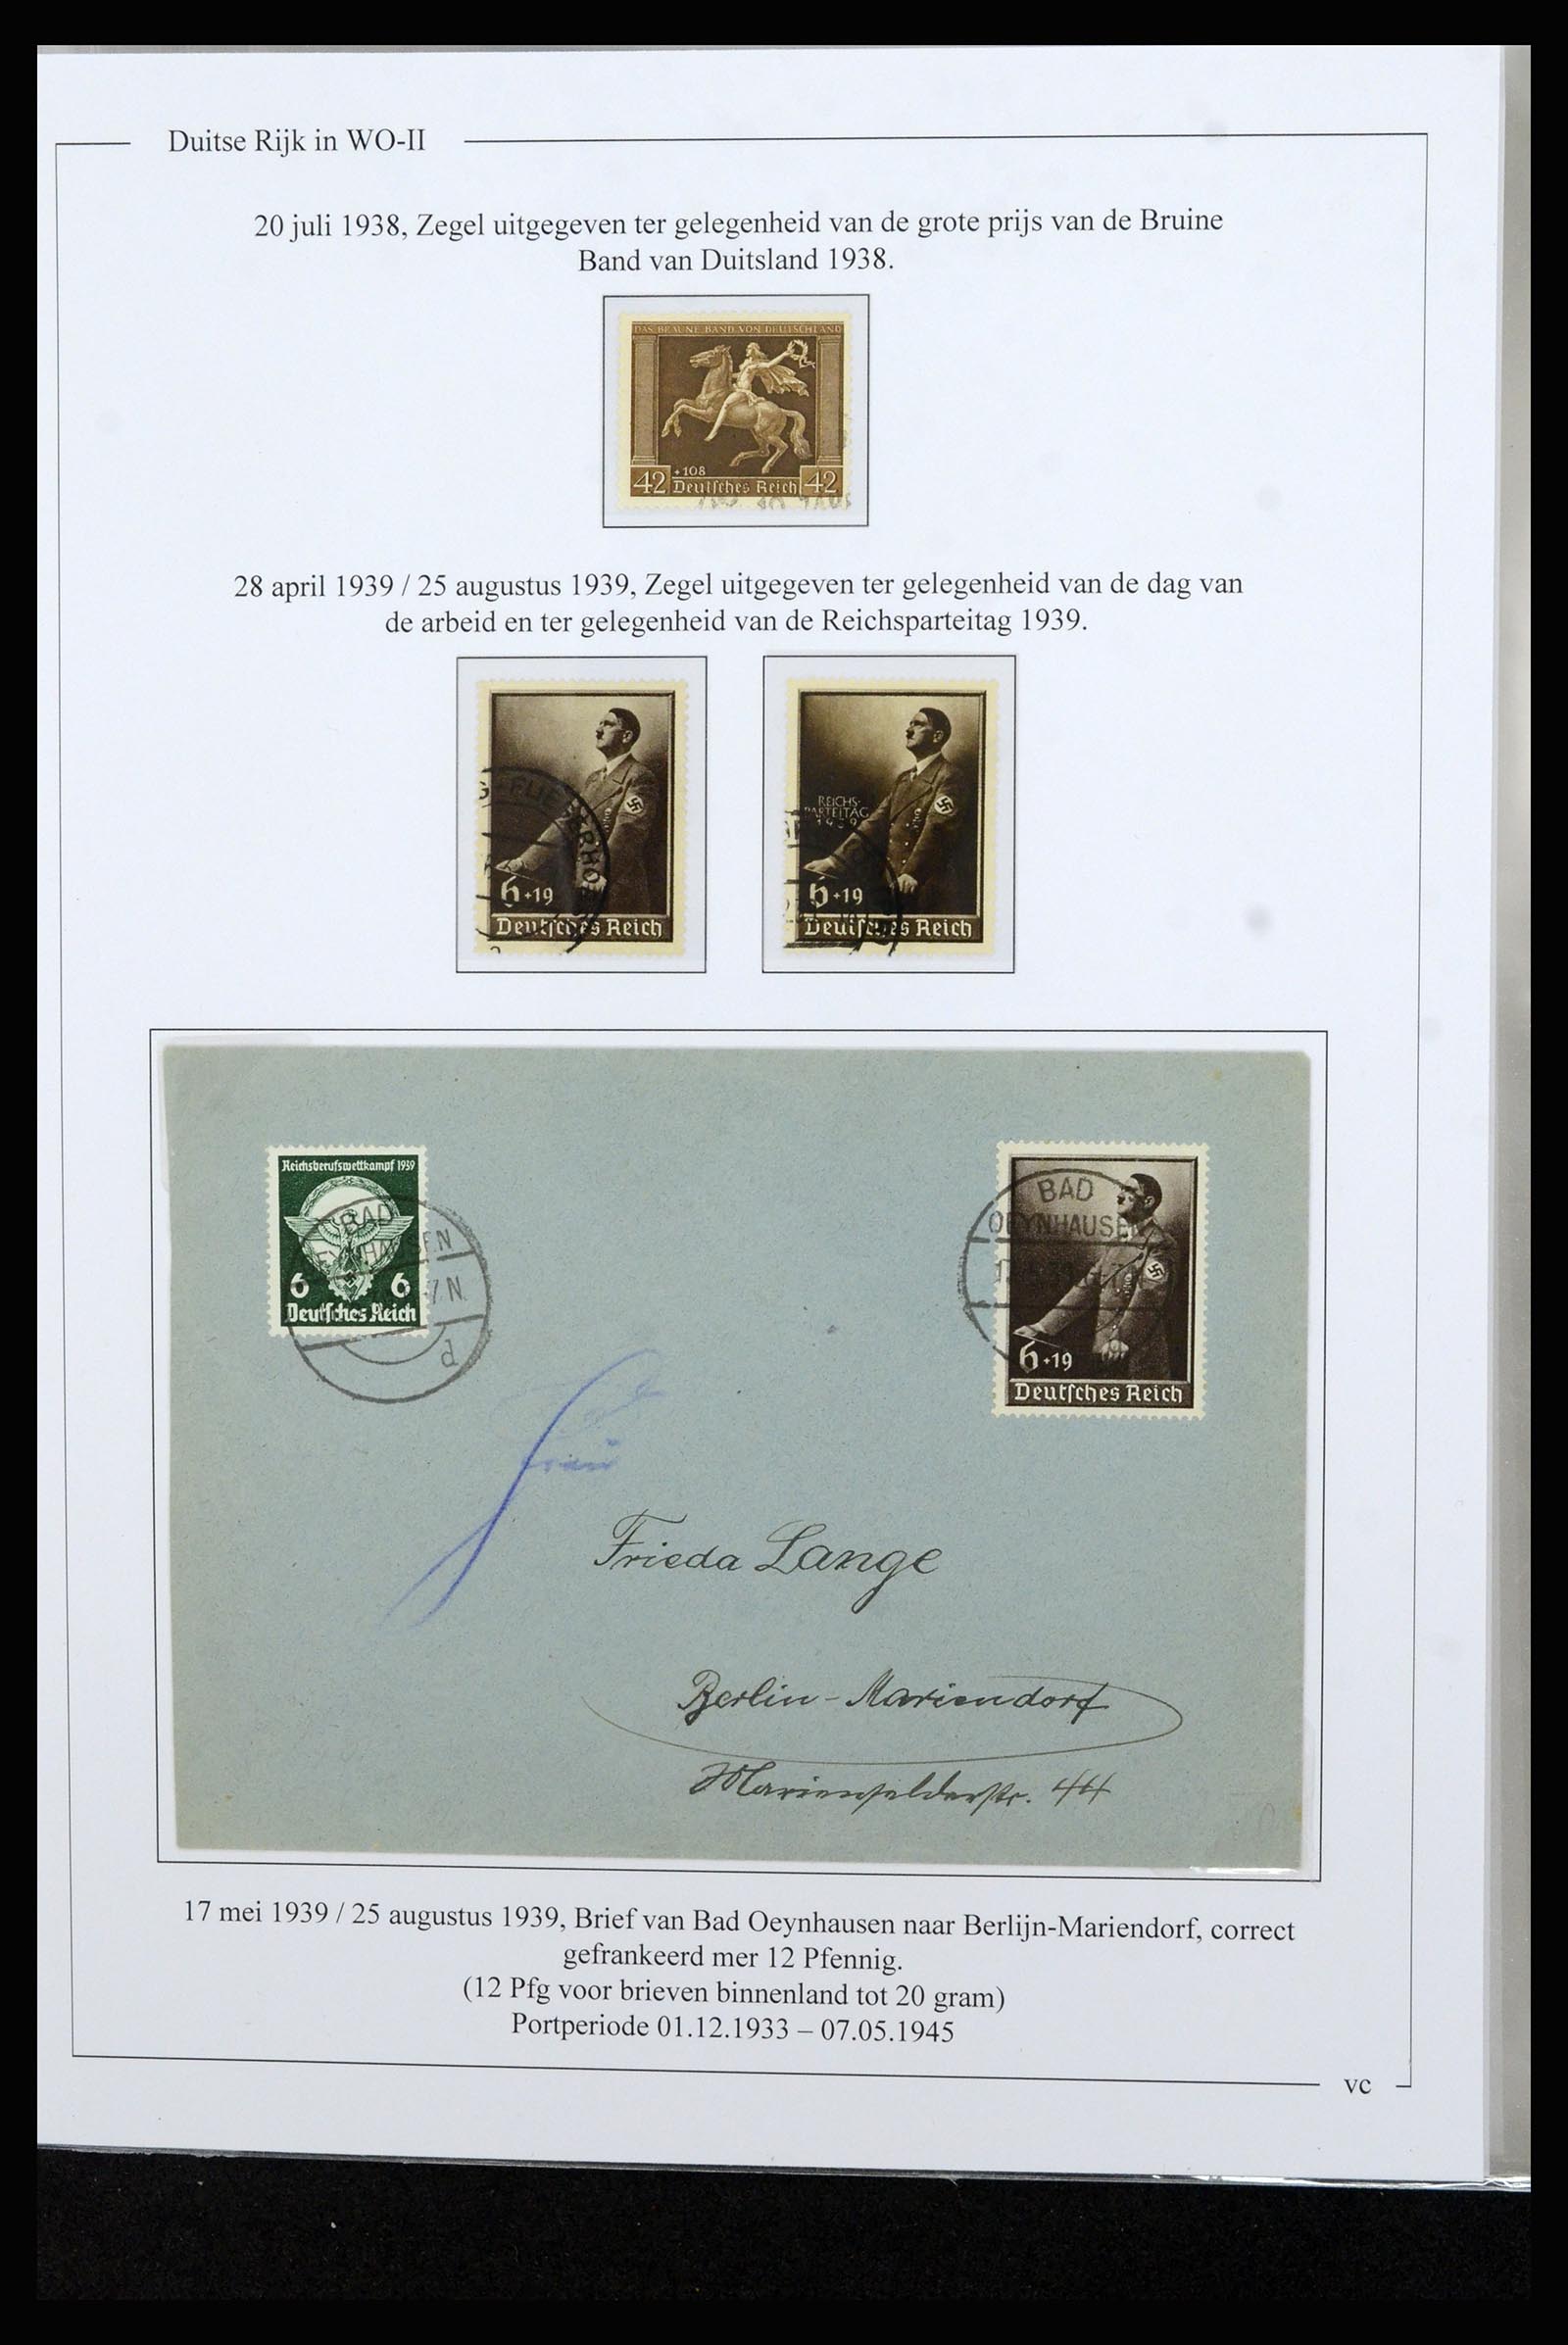 Duitse Rijk in WO-II
20 juli 1938, Zegel uitgegeven ter gelegenheid van de grote prijs van de Bruine
Band van Duitsland 1938.
DAS BRAUNE BAND VON DEUTSCHLAND
+108
42 Deutsches Reich 42
28 april 1939 / 25 augustus 1939, Zegel uitgegeven ter gelegenheid van de dag van
de arbeid en ter gelegenheid van de Reichsparteitag 1939.
6+19
Deutsches Reich
REICHS-
PARTEITAG
1939
6+19
Deutsches Reich
Reichsberufswettkampf 1939
BAD
OEYNHAUSEN
7N
6 6
Deutsches Reich
d
BAD
OEYNHAUSEN
6+19
Deutsches Reich
Frau
Frieda Lange
Berlin-Mariendorf
Marienfelderstr. 44
17 mei 1939 / 25 augustus 1939, Brief van Bad Oeynhausen naar Berlijn-Mariendorf, correct
gefrankeerd mer 12 Pfennig.
(12 Pfg voor brieven binnenland tot 20 gram)
Portperiode 01.12.1933 – 07.05.1945
vc